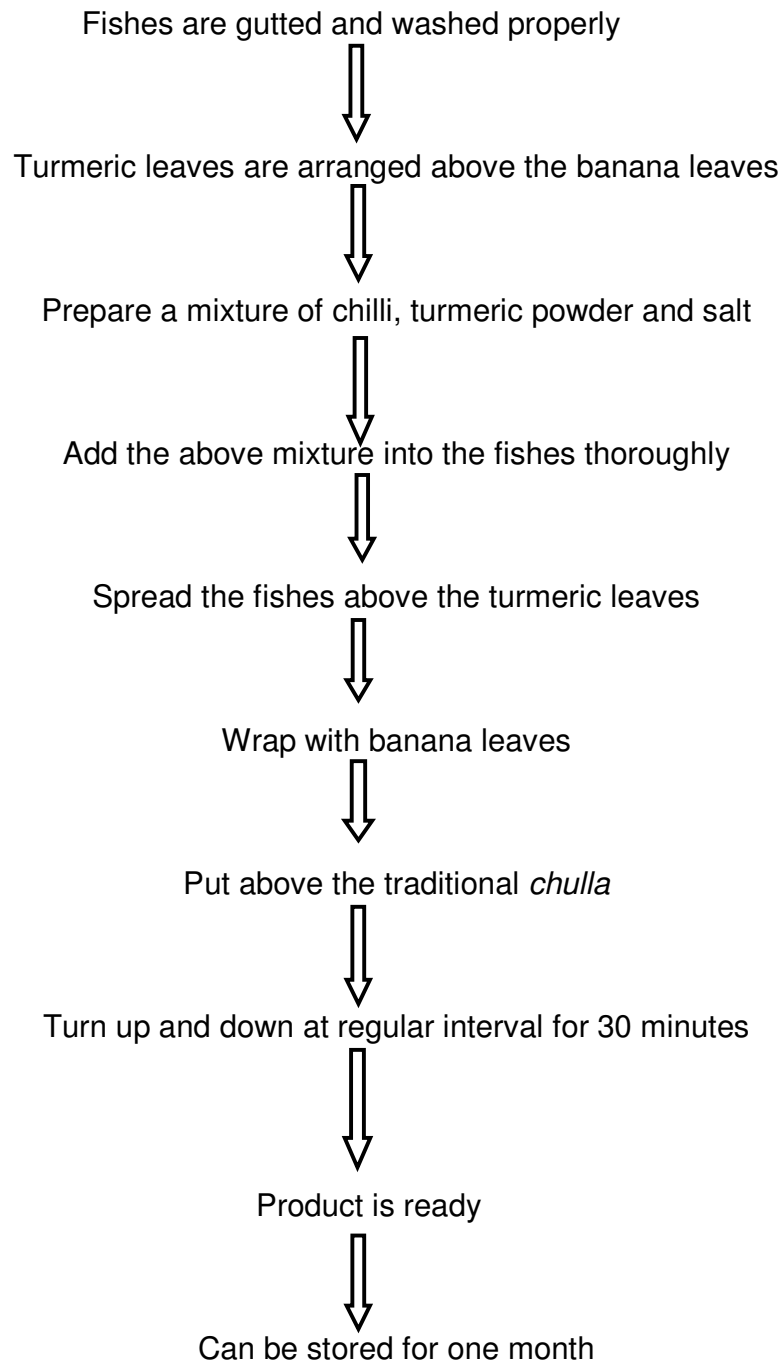 Fishes are gutted and washed properly
Turmeric leaves are arranged above the banana leaves
Prepare a mixture of chilli, turmeric powder and salt
Add the above mixture into the fishes thoroughly
Spread the fishes above the turmeric leaves
Wrap with banana leaves
Put above the traditional chulla
Turn up and down at regular interval for 30 minutes
Product is ready
Can be stored for one month